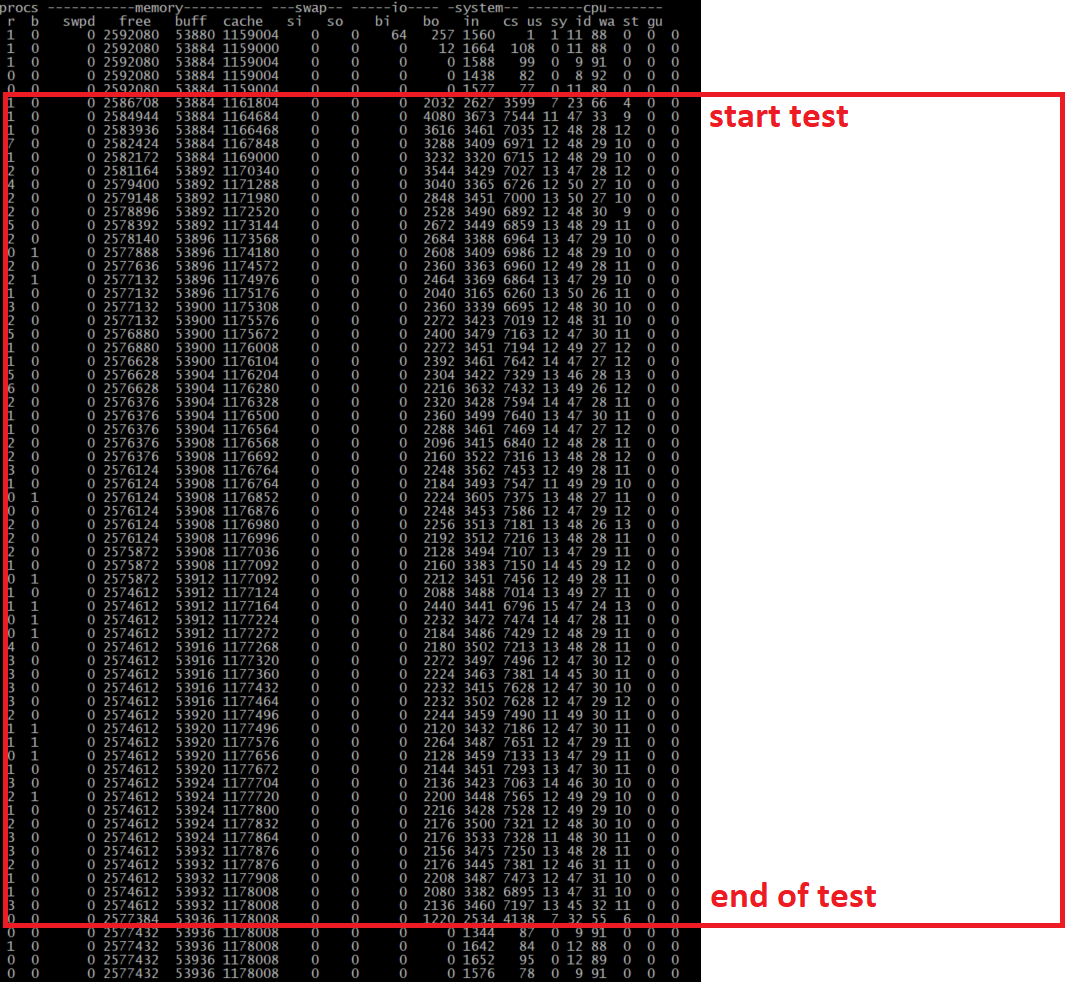 procs -----------memory---------- ---swap-- -----io---- -system-- -------cpu-------
r b swpd free buff cache si so bi bo in cs us sy id wa st gu
1 0 0 2592080 53880 1159004 0 0 64 257 1560 1 1 11 88 0 0 0
1 0 0 2592080 53884 1159000 0 0 0 12 1664 108 0 11 88 0 0 0
1 0 0 2592080 53884 1159004 0 0 0 0 1588 99 0 9 91 0 0 0
0 0 0 2592080 53884 1159004 0 0 0 0 1438 82 0 8 92 0 0 0
0 0 0 2592080 53884 1159004 0 0 0 0 1577 77 0 11 89 0 0 0
1 0 0 2586708 53884 1161804 0 0 0 2032 2627 3599 7 23 66 4 0 0
start test
1 0 0 2584944 53884 1164684 0 0 0 4080 3673 7544 11 47 33 9 0 0
1 0 0 2583936 53884 1166468 0 0 0 3616 3461 7035 12 48 28 12 0 0
7 0 0 2582424 53884 1167848 0 0 0 3288 3409 6971 12 48 29 10 0 0
1 0 0 2582172 53884 1169000 0 0 0 3232 3320 6715 12 48 29 10 0 0
2 0 0 2581164 53892 1170340 0 0 0 3544 3429 7027 13 47 28 12 0 0
4 0 0 2579400 53892 1171288 0 0 0 3040 3365 6726 12 50 27 10 0 0
2 0 0 2579148 53892 1171980 0 0 0 2848 3451 7000 13 50 27 10 0 0
2 0 0 2578896 53892 1172520 0 0 0 2528 3490 6892 12 48 30 9 0 0
5 0 0 2578392 53892 1173144 0 0 0 2672 3449 6859 13 48 29 11 0 0
2 0 0 2578140 53896 1173568 0 0 0 2684 3388 6964 13 47 29 10 0 0
0 1 0 2577888 53896 1174180 0 0 0 2608 3409 6986 12 48 29 10 0 0
2 0 0 2577636 53896 1174572 0 0 0 2360 3363 6960 12 49 28 11 0 0
2 1 0 2577132 53896 1174976 0 0 0 2464 3369 6864 13 47 29 10 0 0
1 0 0 2577132 53896 1175176 0 0 0 2040 3165 6260 13 50 26 11 0 0
3 0 0 2577132 53900 1175308 0 0 0 2360 3339 6695 12 48 30 10 0 0
2 0 0 2577132 53900 1175576 0 0 0 2272 3423 7019 12 48 31 10 0 0
5 0 0 2576880 53900 1175672 0 0 0 2400 3479 7163 12 47 30 11 0 0
1 0 0 2576880 53900 1176008 0 0 0 2272 3451 7194 12 49 27 12 0 0
1 0 0 2576628 53900 1176104 0 0 0 2392 3461 7642 14 47 27 12 0 0
5 0 0 2576628 53904 1176204 0 0 0 2304 3422 7329 13 46 28 13 0 0
6 0 0 2576628 53904 1176280 0 0 0 2216 3632 7432 13 49 26 12 0 0
2 0 0 2576376 53904 1176328 0 0 0 2320 3428 7594 14 47 28 11 0 0
1 0 0 2576376 53904 1176500 0 0 0 2360 3499 7640 13 47 30 11 0 0
1 0 0 2576376 53904 1176564 0 0 0 2288 3461 7469 14 47 27 12 0 0
2 0 0 2576376 53908 1176568 0 0 0 2096 3415 6840 12 48 28 11 0 0
2 0 0 2576376 53908 1176692 0 0 0 2160 3522 7316 13 48 28 12 0 0
3 0 0 2576124 53908 1176764 0 0 0 2248 3562 7453 12 49 28 11 0 0
1 0 0 2576124 53908 1176764 0 0 0 2184 3493 7547 11 49 29 10 0 0
0 1 0 2576124 53908 1176852 0 0 0 2224 3605 7375 13 48 27 11 0 0
0 0 0 2576124 53908 1176876 0 0 0 2248 3453 7586 12 47 29 12 0 0
2 0 0 2576124 53908 1176980 0 0 0 2256 3513 7181 13 48 26 13 0 0
2 0 0 2576124 53908 1176996 0 0 0 2192 3512 7216 13 48 28 11 0 0
2 0 0 2575872 53908 1177036 0 0 0 2128 3494 7107 13 47 29 11 0 0
1 0 0 2575872 53908 1177092 0 0 0 2160 3383 7150 14 45 29 12 0 0
0 1 0 2575872 53912 1177092 0 0 0 2212 3451 7456 12 49 28 11 0 0
1 0 0 2574612 53912 1177124 0 0 0 2088 3488 7014 13 49 27 11 0 0
1 1 0 2574612 53912 1177164 0 0 0 2440 3441 6796 15 47 24 13 0 0
0 1 0 2574612 53912 1177224 0 0 0 2232 3472 7474 14 47 28 11 0 0
0 1 0 2574612 53912 1177272 0 0 0 2184 3486 7429 12 48 29 11 0 0
4 0 0 2574612 53916 1177268 0 0 0 2180 3502 7213 13 48 28 11 0 0
3 0 0 2574612 53916 1177320 0 0 0 2272 3497 7496 12 47 30 12 0 0
3 0 0 2574612 53916 1177360 0 0 0 2224 3463 7381 14 45 30 11 0 0
3 0 0 2574612 53916 1177432 0 0 0 2232 3415 7628 12 47 30 10 0 0
3 0 0 2574612 53916 1177464 0 0 0 2232 3502 7628 12 47 29 12 0 0
2 0 0 2574612 53920 1177496 0 0 0 2244 3459 7490 11 49 30 11 0 0
1 1 0 2574612 53920 1177496 0 0 0 2120 3432 7186 12 47 30 11 0 0
1 1 0 2574612 53920 1177576 0 0 0 2264 3487 7651 12 47 29 11 0 0
0 1 0 2574612 53920 1177656 0 0 0 2128 3459 7133 13 47 29 11 0 0
1 0 0 2574612 53920 1177672 0 0 0 2144 3451 7293 13 47 30 11 0 0
3 0 0 2574612 53924 1177704 0 0 0 2136 3423 7063 14 46 30 10 0 0
2 1 0 2574612 53924 1177720 0 0 0 2200 3448 7565 12 49 29 10 0 0
1 0 0 2574612 53924 1177800 0 0 0 2216 3428 7528 12 49 29 10 0 0
2 0 0 2574612 53924 1177832 0 0 0 2176 3500 7321 12 48 30 10 0 0
3 0 0 2574612 53924 1177864 0 0 0 2176 3533 7328 11 48 30 11 0 0
3 0 0 2574612 53932 1177876 0 0 0 2156 3475 7250 13 48 28 11 0 0
2 0 0 2574612 53932 1177876 0 0 0 2176 3445 7381 12 46 31 11 0 0
1 0 0 2574612 53932 1177908 0 0 0 2208 3487 7473 12 47 31 10 0 0
0 0 0 2574612 53932 1178008 0 0 0 2080 3382 6895 13 47 31 10 0 0
end of test
3 0 0 2574612 53932 1178008 0 0 0 2136 3460 7197 13 45 32 11 0 0
0 0 0 2577384 53936 1178008 0 0 0 1220 2534 4138 7 32 55 6 0 0
0 0 0 2577432 53936 1178008 0 0 0 0 1344 87 0 9 91 0 0 0
1 0 0 2577432 53936 1178008 0 0 0 0 1642 84 0 12 88 0 0 0
0 0 0 2577432 53936 1178008 0 0 0 0 1652 95 0 12 89 0 0 0
0 0 0 2577432 53936 1178008 0 0 0 0 1576 78 0 9 91 0 0 0